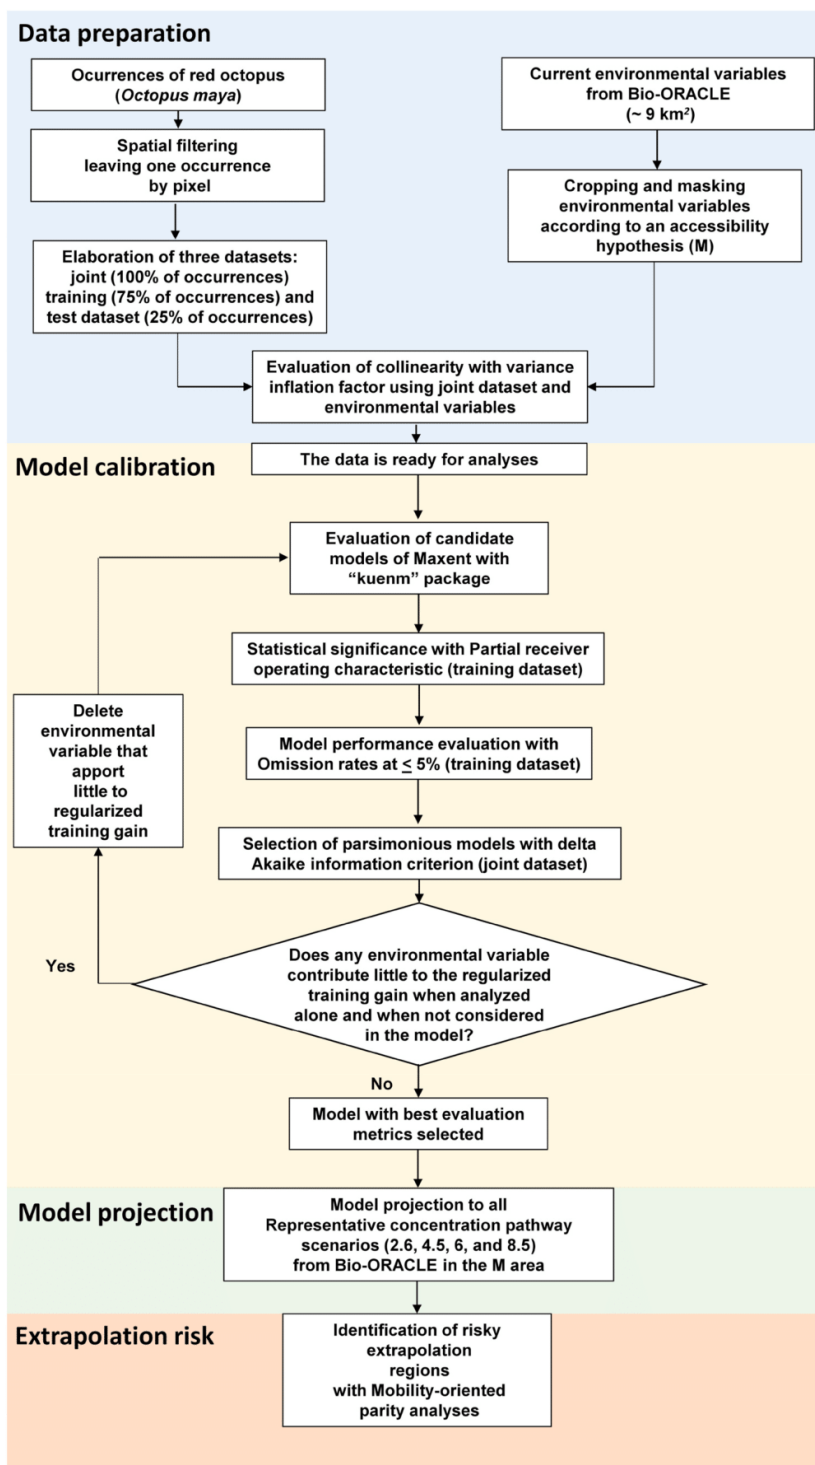 Data preparation
Ocurrences of red octopus
(Octopus maya)
Spatial filtering
leaving one occurrence
by pixel
Elaboration of three datasets:
joint (100% of occurrences)
training (75% of occurrences) and
test dataset (25% of occurrences)
Current environmental variables
from Bio-ORACLE
(~ 9 km²)
Cropping and masking
environmental variables
according to an accessibility
hypothesis (M)
Evaluation of collinearity with variance
inflation factor using joint dataset and
environmental variables
Model calibration
The data is ready for analyses
Evaluation of candidate
models of Maxent with
“kuenm” package
Statistical significance with Partial receiver
operating characteristic (training dataset)
Model performance evaluation with
Omission rates at ≤ 5% (training dataset)
Selection of parsimonious models with delta
Akaike information criterion (joint dataset)
Does any environmental variable
contribute little to the regularized
training gain when analyzed
alone and when not considered
in the model?
Yes
Delete
environmental
variable that
apport
little to
regularized
training gain
No
Model with best evaluation
metrics selected
Model projection
Model projection to all
Representative concentration pathway
scenarios (2.6, 4.5, 6, and 8.5)
from Bio-ORACLE in the M area
Extrapolation risk
Identification of risky
extrapolation
regions
with Mobility-oriented
parity analyses